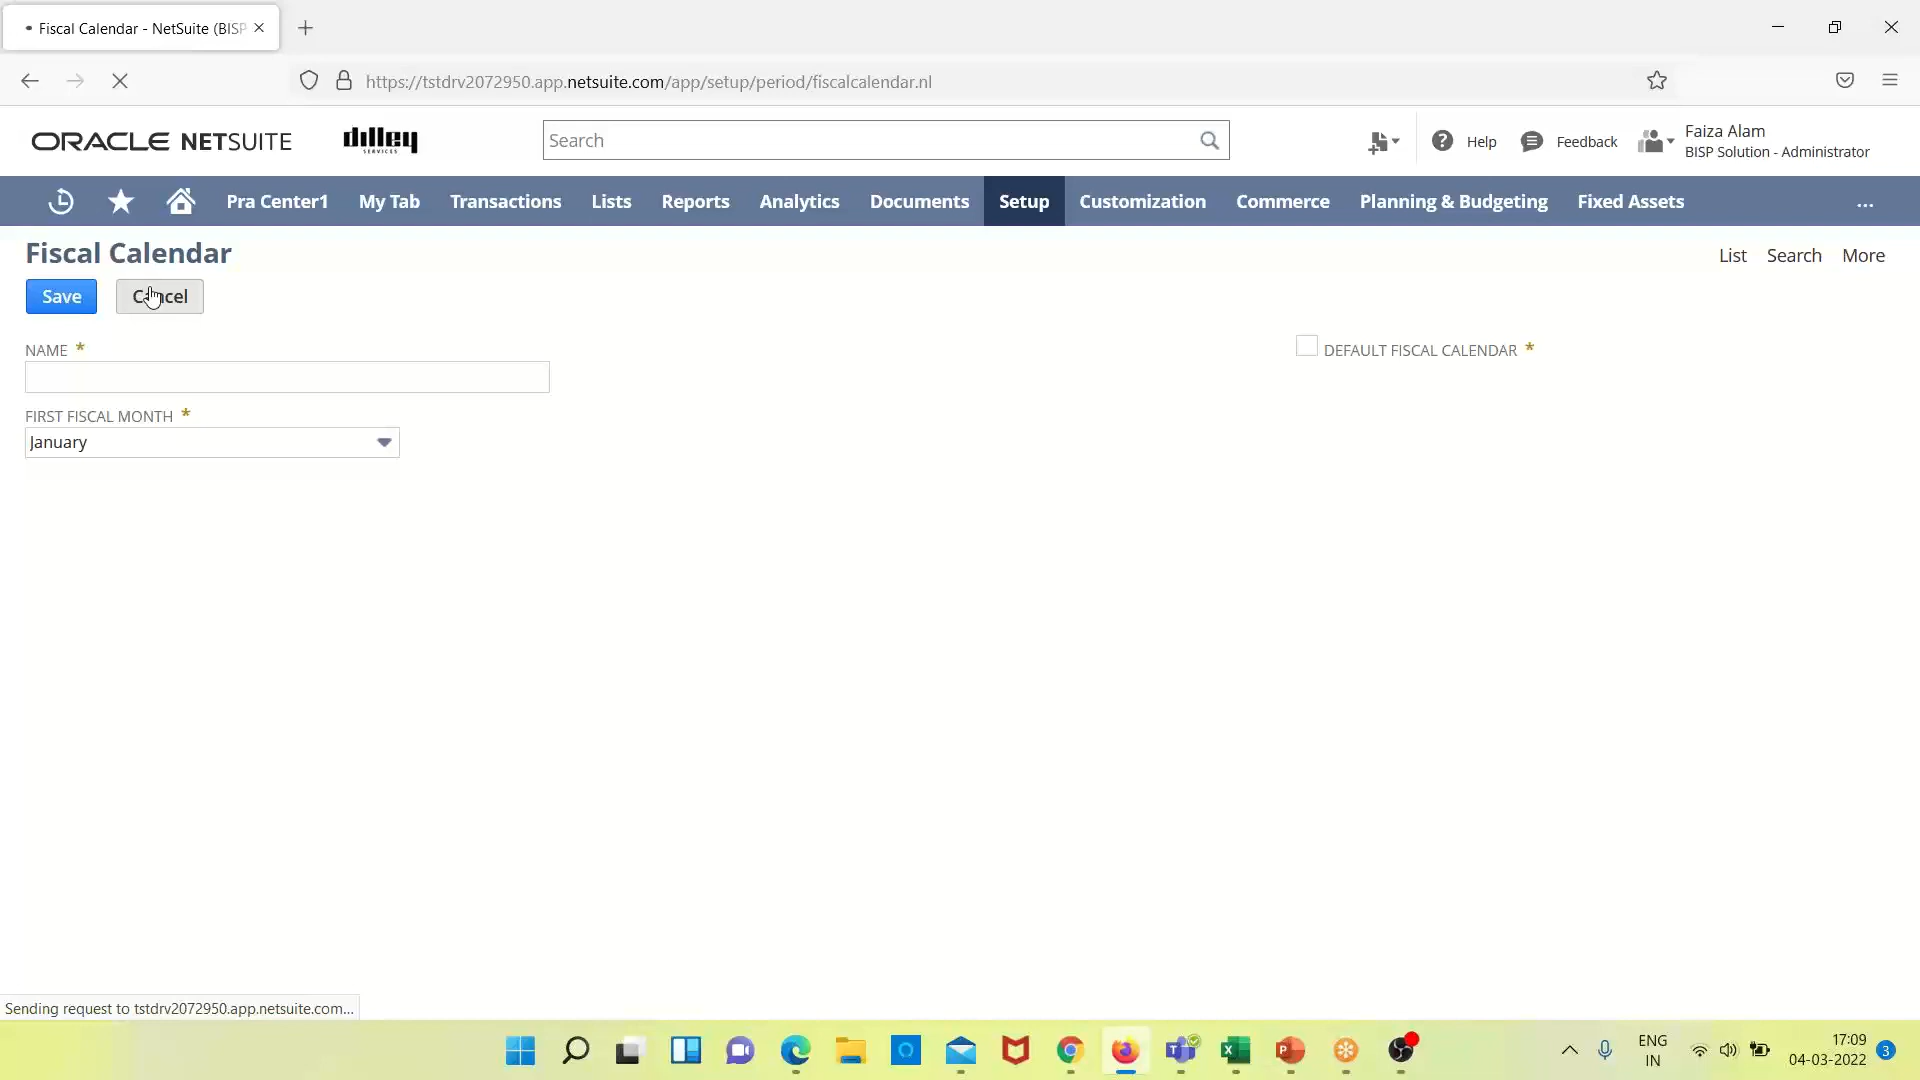 Fiscal Calendar - NetSuite (BISP
https://tstdrv2072950.app.netsuite.com/app/setup/period/fiscalcalendar.nl
ORACLE NETSUITE
dilley
SERVICES
Search
Help
Feedback
Faiza Alam
BISP Solution - Administrator
Pra Center1
My Tab
Transactions
Lists
Reports
Analytics
Documents
Setup
Customization
Commerce
Planning & Budgeting
Fixed Assets
...
Fiscal Calendar
List
Search
More
Save
Cancel
NAME *
DEFAULT FISCAL CALENDAR *
FIRST FISCAL MONTH *
January
Sending request to tstdrv2072950.app.netsuite.com...
ENG
IN
17:09
04-03-2022
3